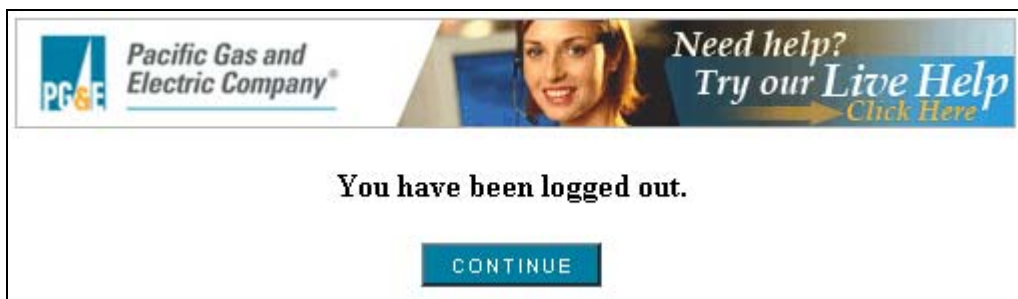 PG&E
Pacific Gas and
Electric Company®
Need help?
Try our Live Help
Click Here
You have been logged out.
CONTINUE